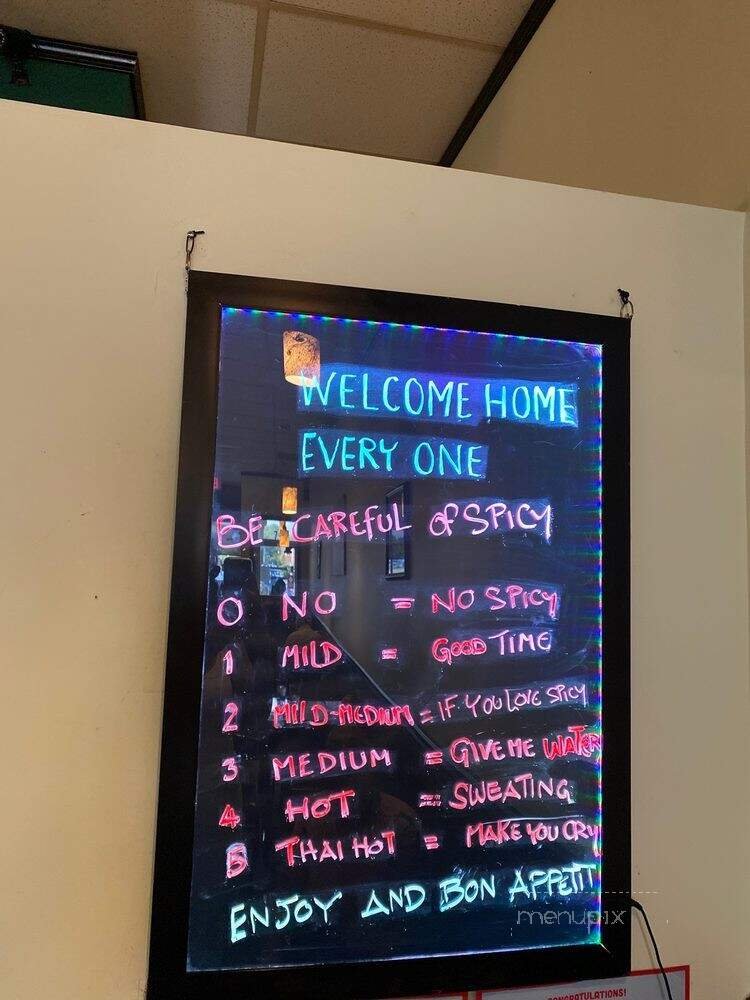 WELCOME HOME
EVERY ONE
BE CAREFUL OF SPICY
0 NO = NO SPICY
1 MILD = GOOD TIME
2 MILD-MEDIUM = IF YOU LOVE SPICY
3 MEDIUM = GIVE ME WATER
4 HOT = SWEATING
5 THAI HOT = MAKE YOU CRY
ENJOY AND BON APPETIT
menupix
CONGRATULATIONS!